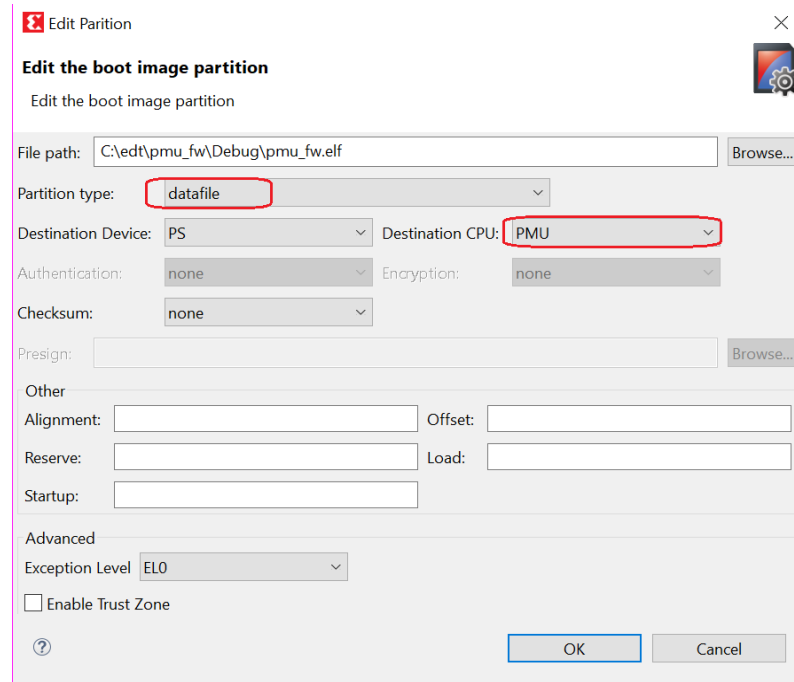 Edit Parition
Edit the boot image partition
Edit the boot image partition
File path: C:\edt\pmu_fw\Debug\pmu_fw.elf Browse...
Partition type: datafile
Destination Device: PS Destination CPU: PMU
Authentication: none Encryption: none
Checksum: none
Presign: Browse...
Other
Alignment: Offset:
Reserve: Load:
Startup:
Advanced
Exception Level EL0
Enable Trust Zone
? OK Cancel